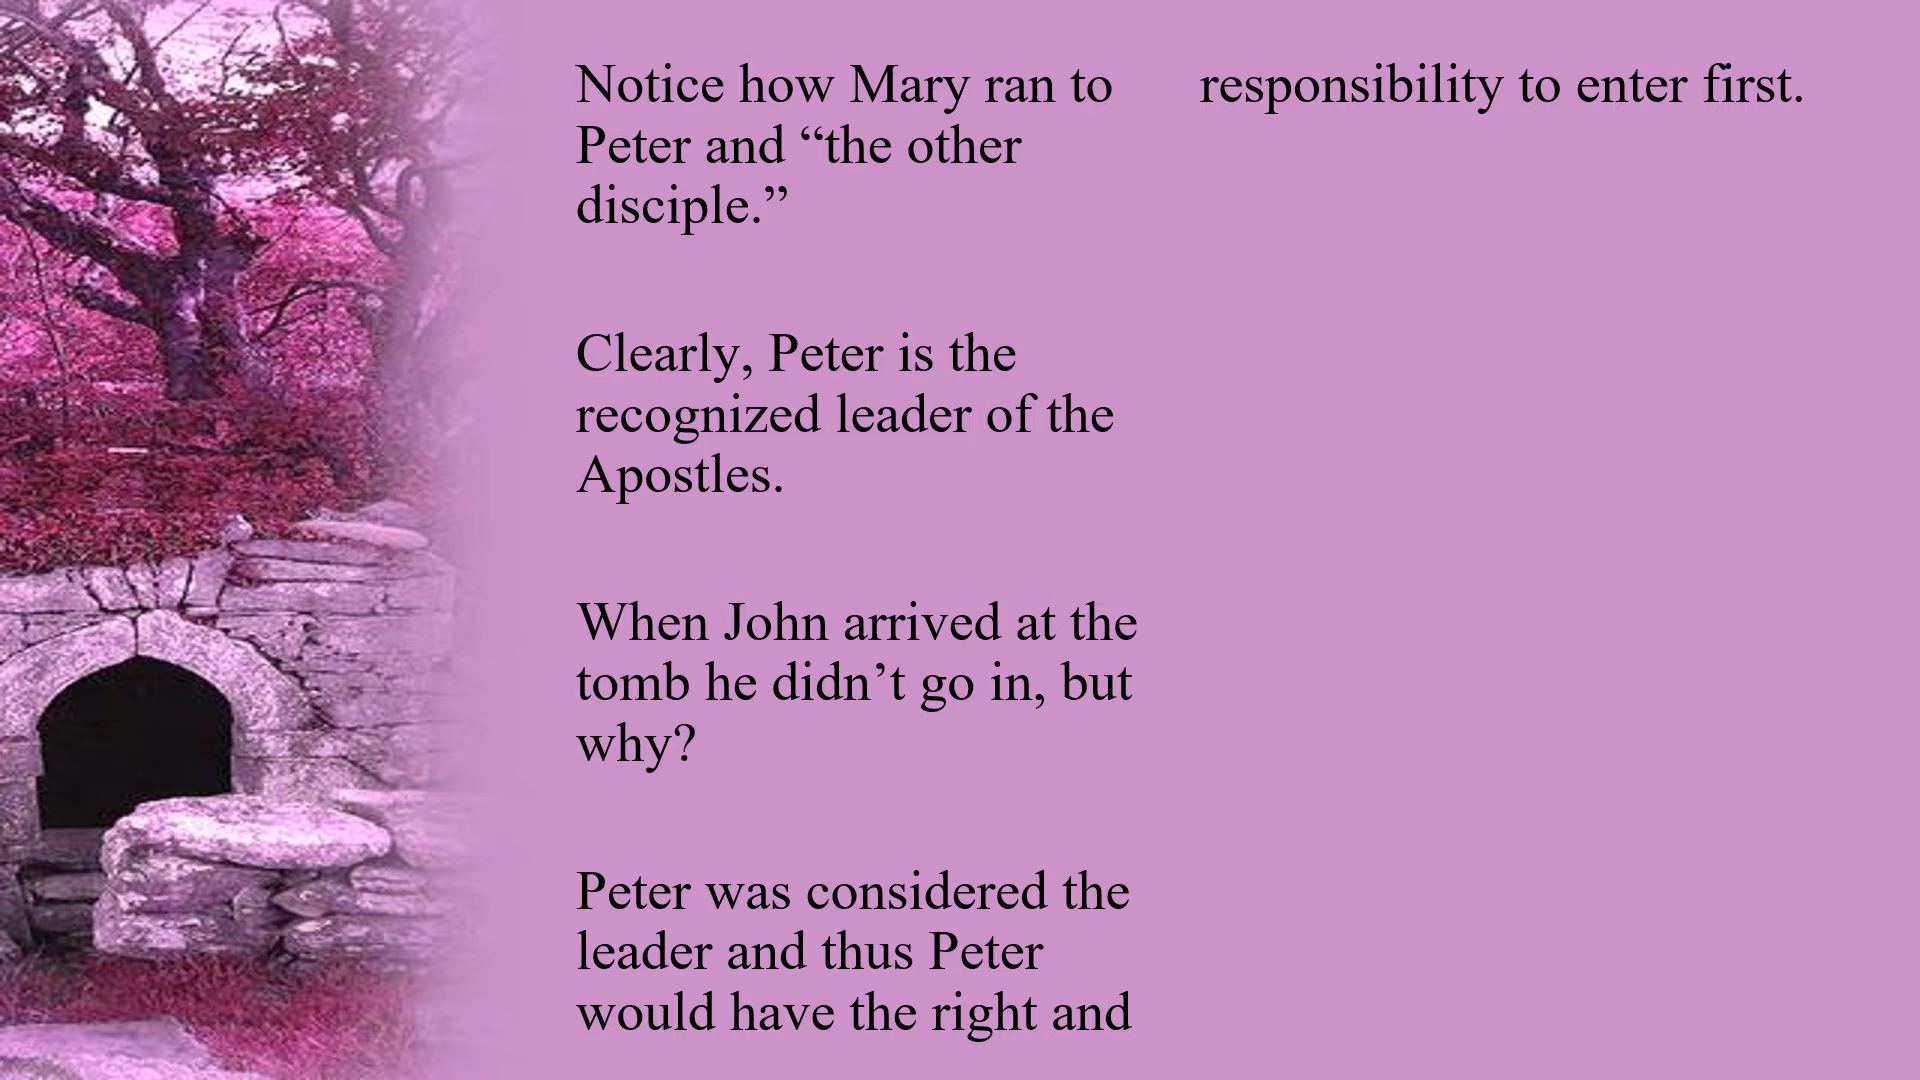 Notice how Mary ran to
Peter and “the other
disciple.”
Clearly, Peter is the
recognized leader of the
Apostles.
When John arrived at the
tomb he didn’t go in, but
why?
Peter was considered the
leader and thus Peter
would have the right and
responsibility to enter first.